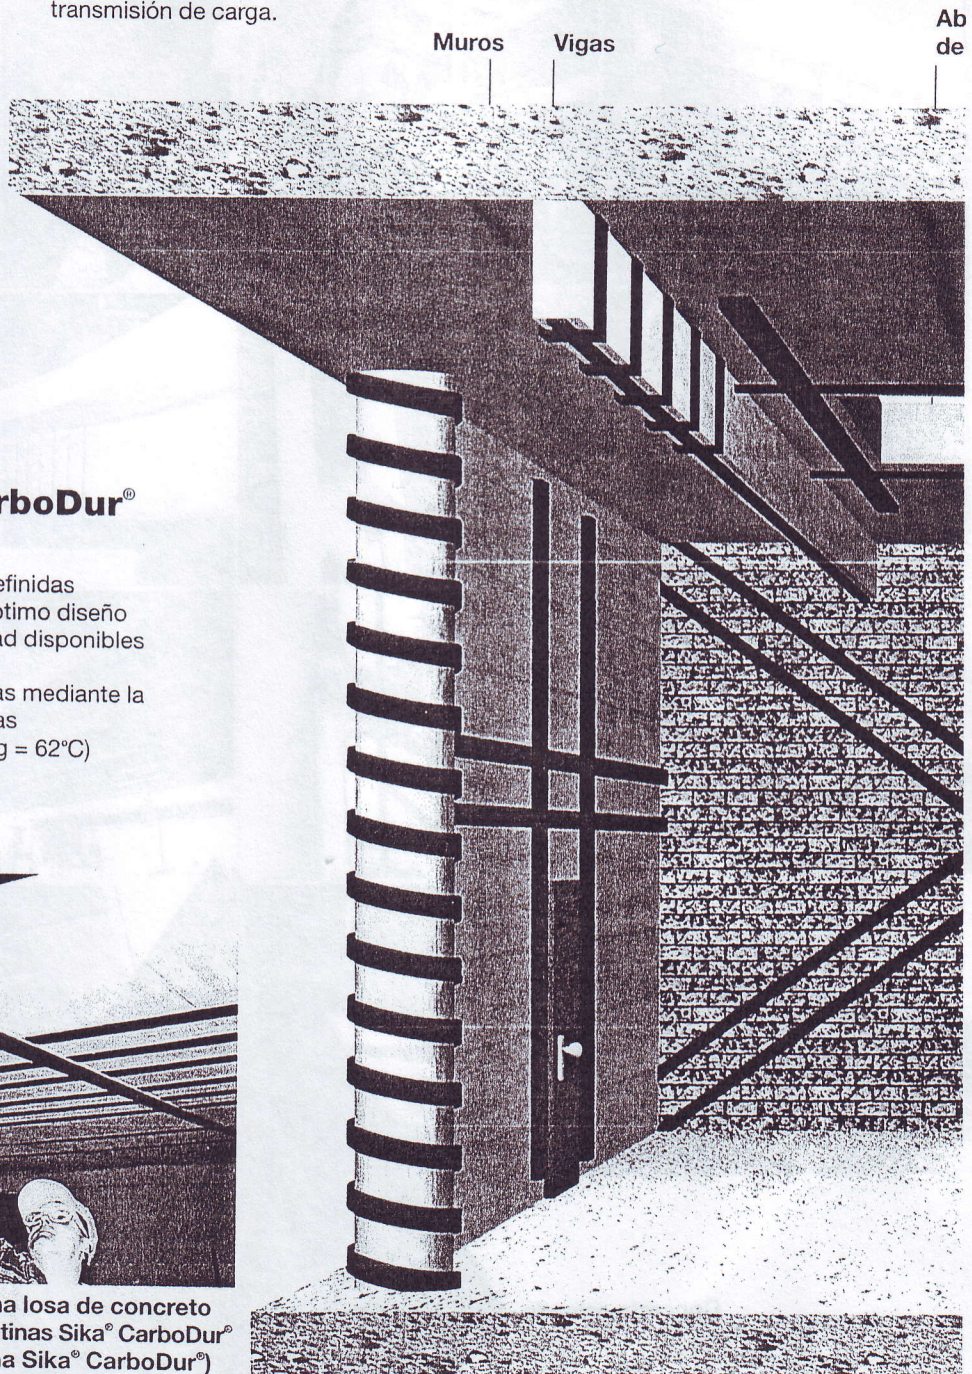 transmisión de carga.
Muros Vigas
Ab
de
rboDur®
efinidas
ptimo diseño
ad disponibles
as mediante la
as
g = 62°C)
na losa de concreto
tinas Sika® CarboDur®
na Sika® CarboDur®)